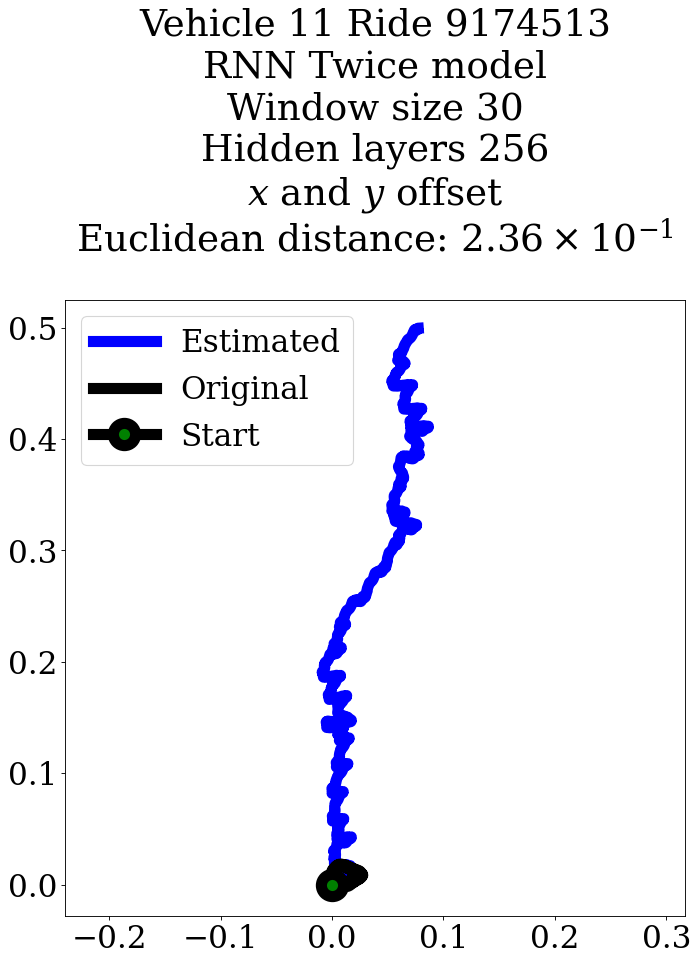 Vehicle 11 Ride 9174513
RNN Twice model
Window size 30
Hidden layers 256
x and y offset
Euclidean distance: 2.36 × 10⁻¹
Estimated
Original
Start
0.5
0.4
0.3
0.2
0.1
0.0
−0.2 −0.1 0.0 0.1 0.2 0.3